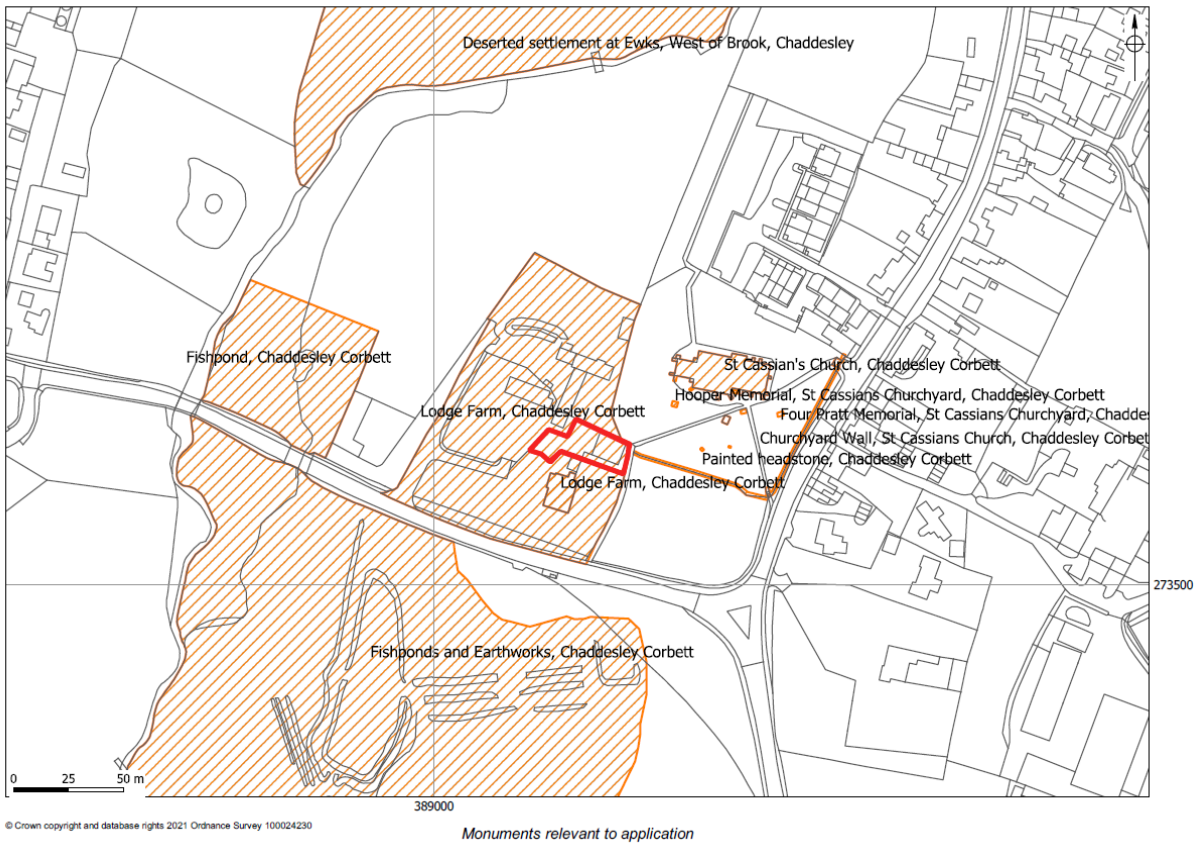 Deserted settlement at Ewks, West of Brook, Chaddesley
Fishpond, Chaddesley Corbett
St Cassian's Church, Chaddesley Corbett
Hooper Memorial, St Cassians Churchyard, Chaddesley Corbett
Lodge Farm, Chaddesley Corbett
Four Pratt Memorial, St Cassians Churchyard, Chaddes
Churchyard Wall, St Cassians Church, Chaddesley Corbet
Painted headstone, Chaddesley Corbett
Lodge Farm, Chaddesley Corbett
273500
Fishponds and Earthworks, Chaddesley Corbett
0 25 50 m
389000
© Crown copyright and database rights 2021 Ordnance Survey 100024230
Monuments relevant to application